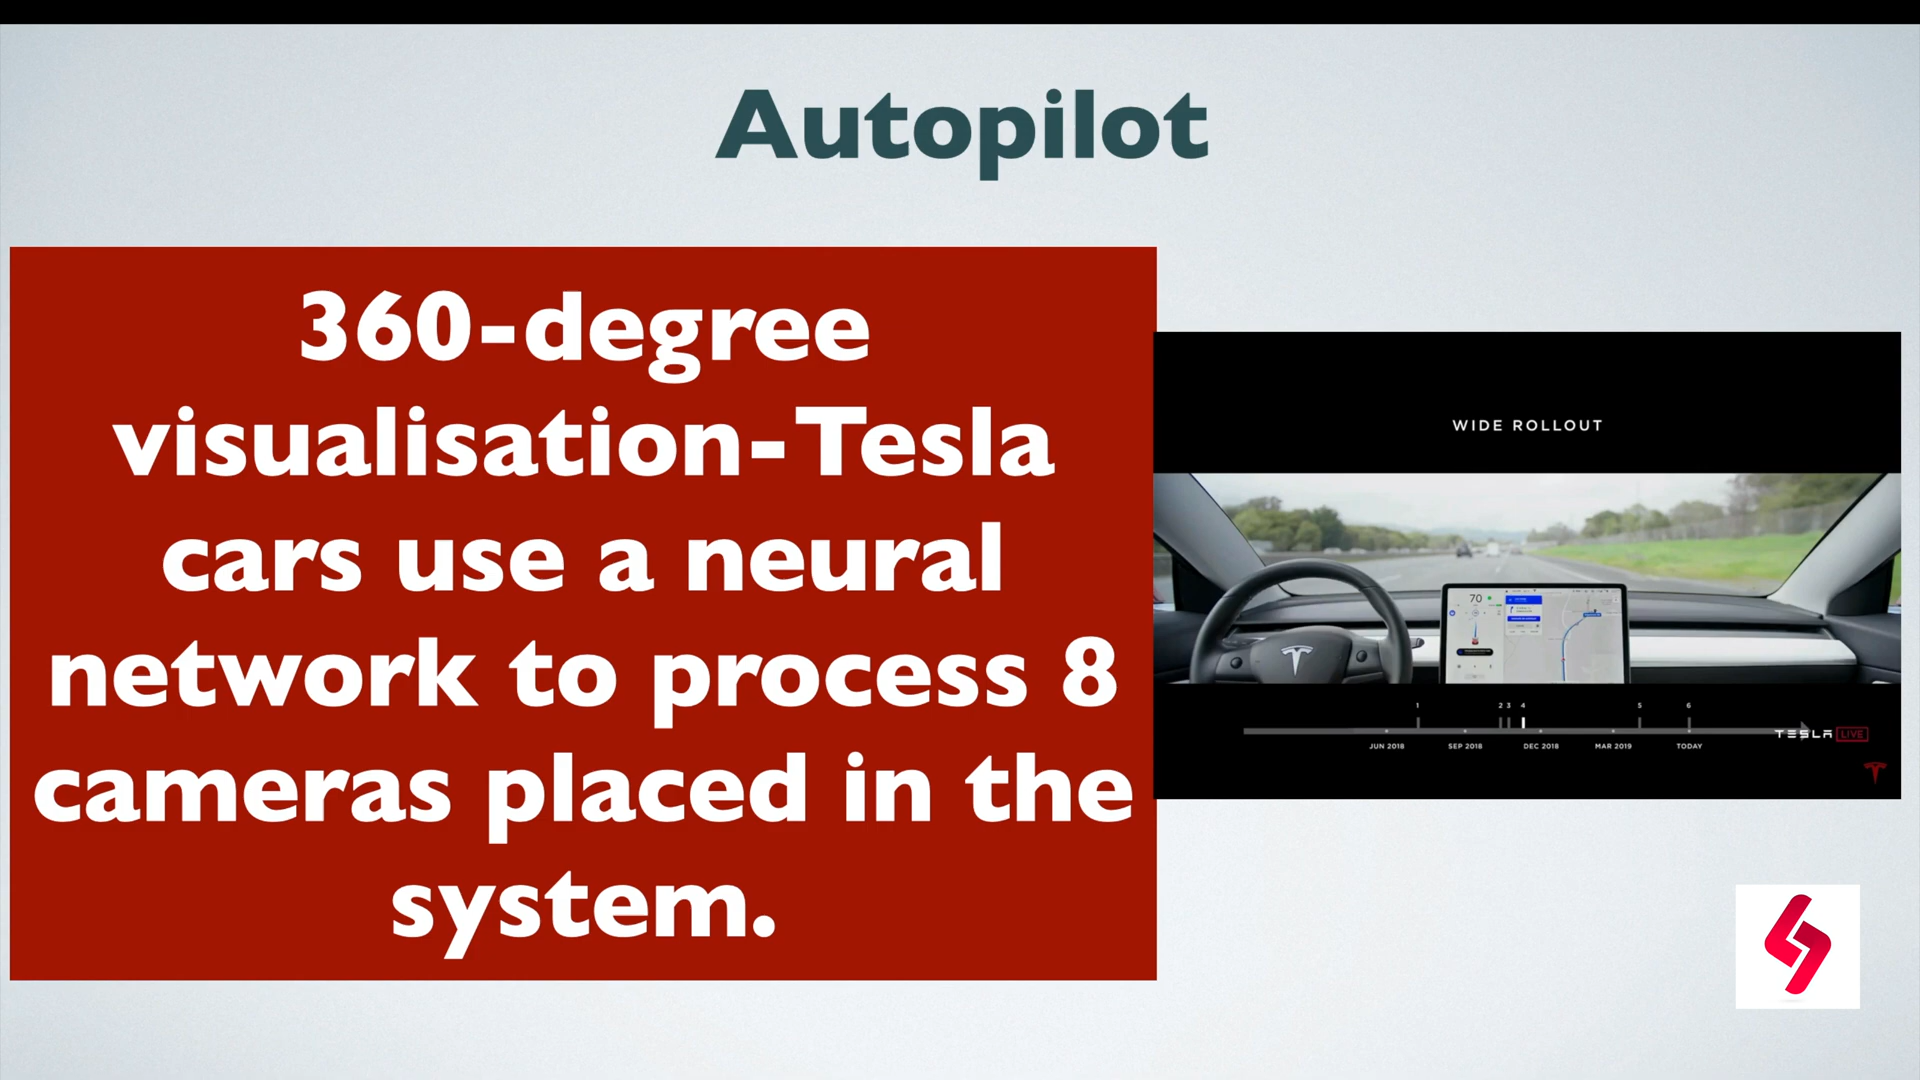 Autopilot
360-degree
visualisation-Tesla
cars use a neural
network to process 8
cameras placed in the
system.
WIDE ROLLOUT
70
1 2 3 4 5 6
JUN 2018 SEP 2018 DEC 2018 MAR 2019 TODAY
TESLA LIVE